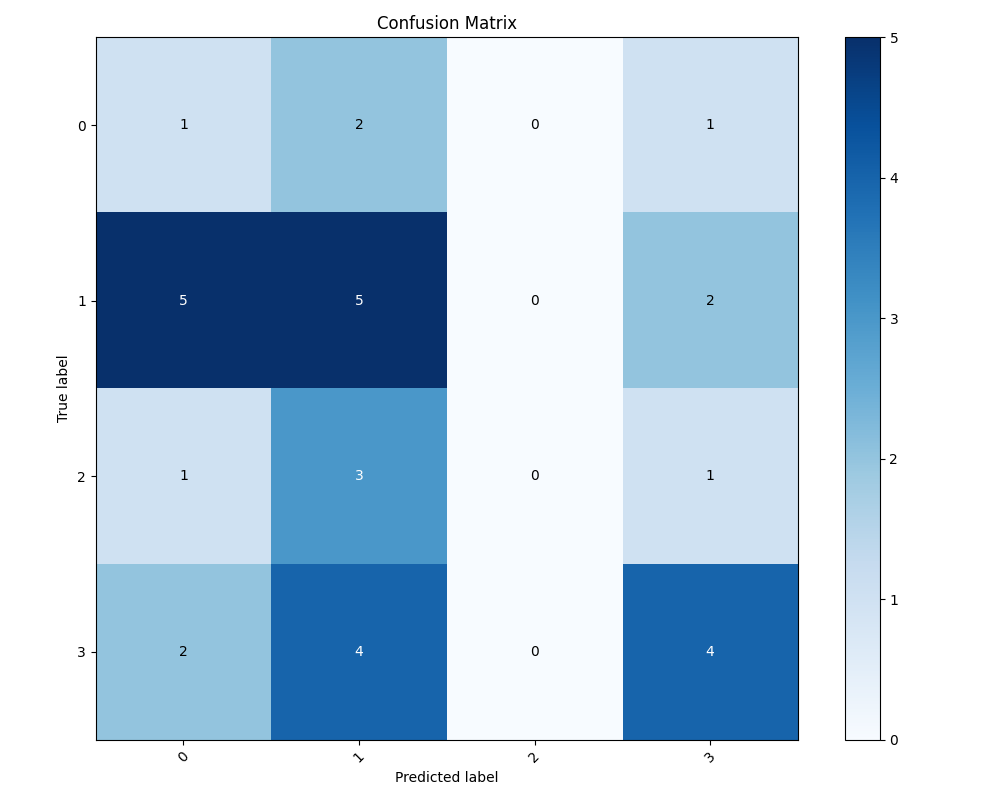 Confusion Matrix
0 1 2 0 1
1 5 5 0 2
2 1 3 0 1
3 2 4 0 4
0 1 2 3
Predicted label
True label
5
4
3
2
1
0